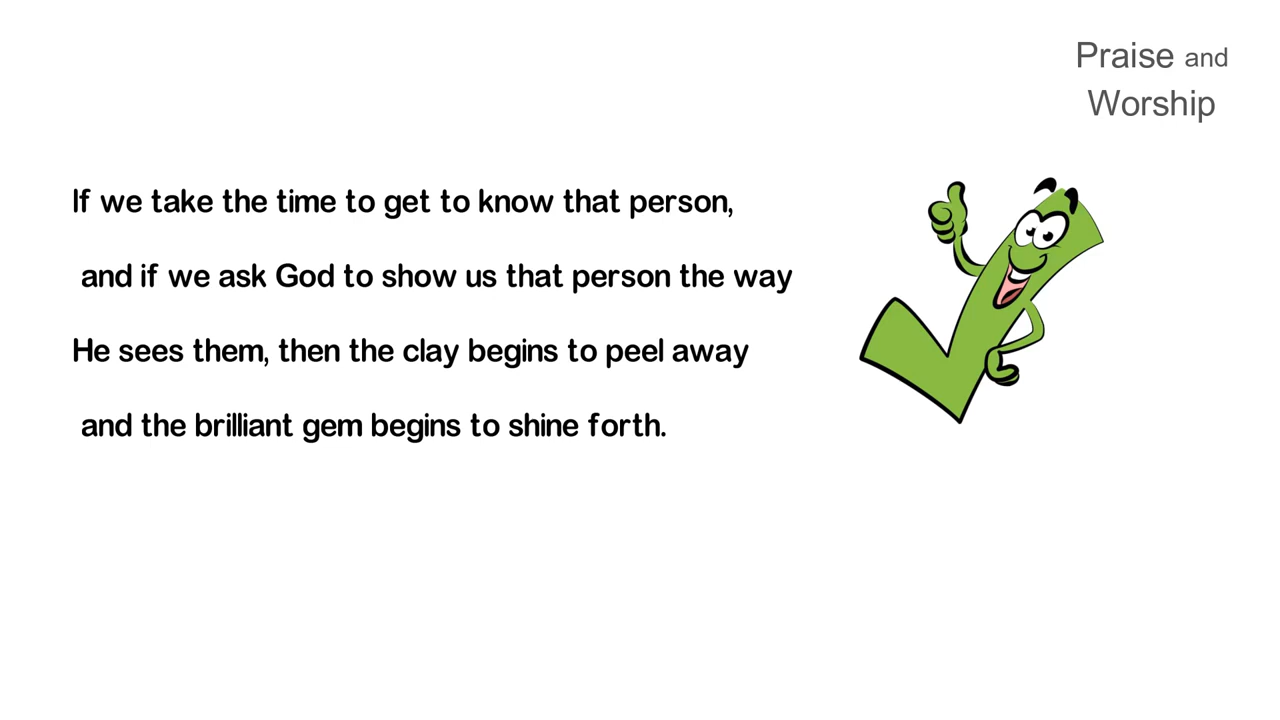 Praise and
Worship
If we take the time to get to know that person,
and if we ask God to show us that person the way
He sees them, then the clay begins to peel away
and the brilliant gem begins to shine forth.